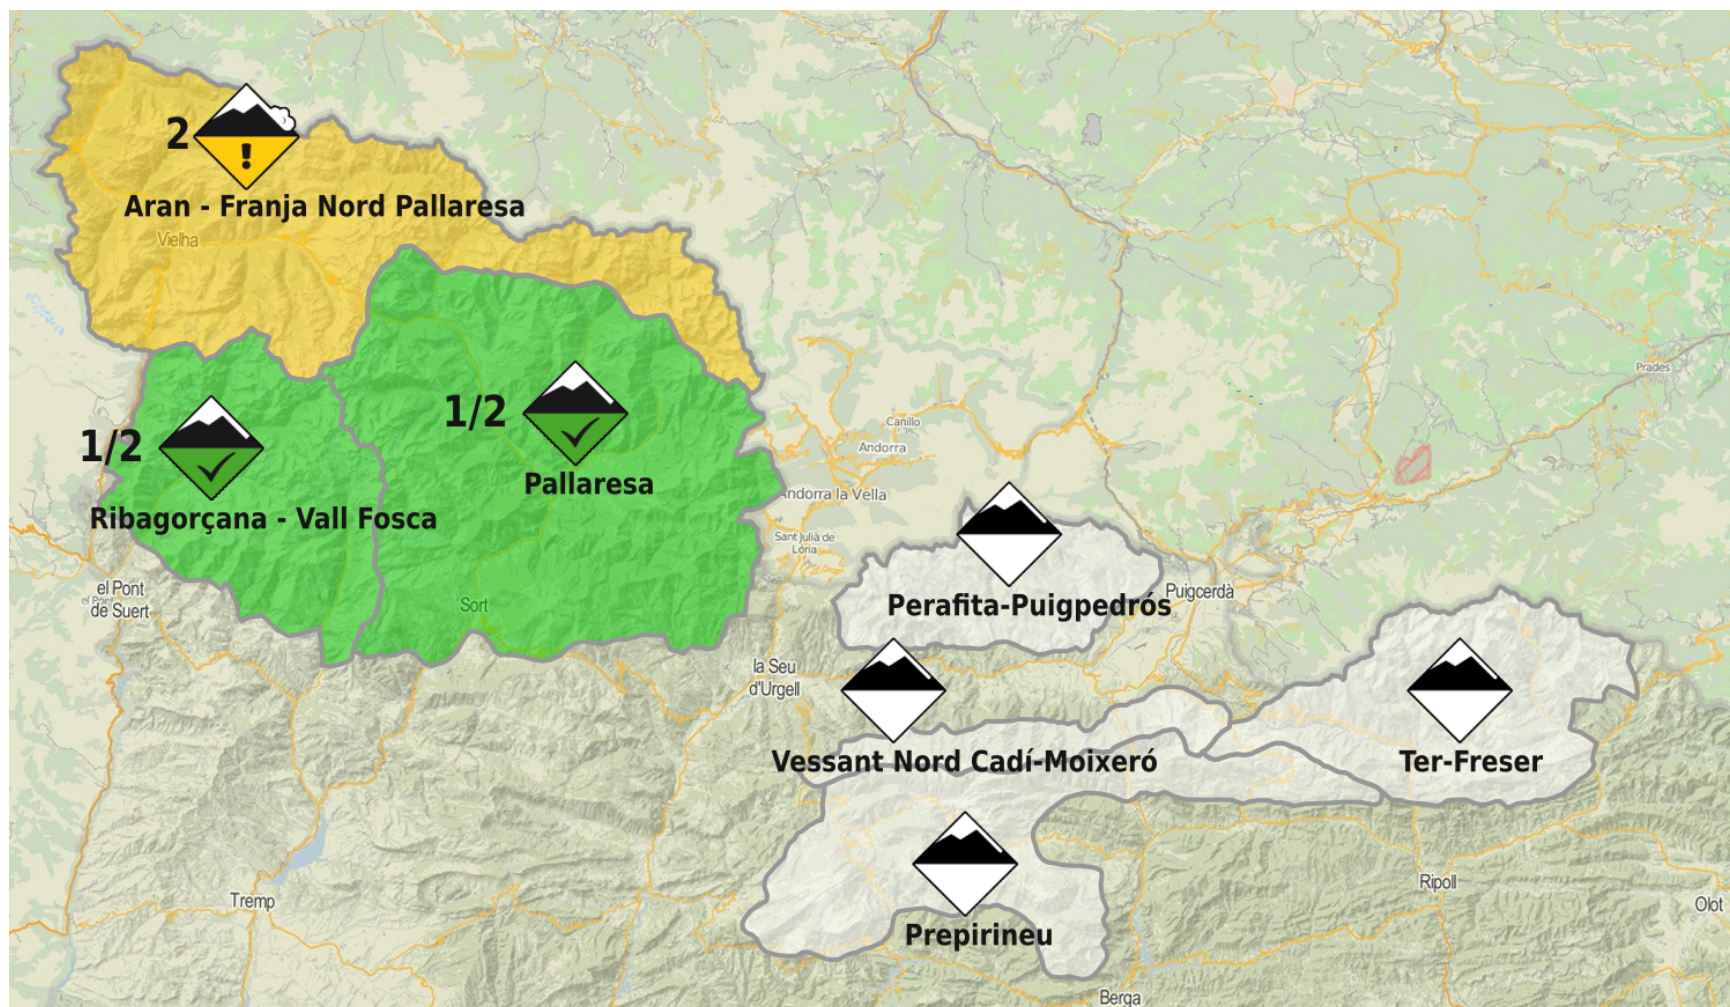 2
!
Aran - Franja Nord Pallaresa
Vielha
Prades
1/2
Canillo
Andorra
1/2
Pallaresa
Andorra la Vella
Ribagorçana - Vall Fosca
Sant Julià de
Lòria
el Pont
de Suert
Sort
Perafita-Puigpedrós
Puigcerdà
la Seu
d'Urgell
Vessant Nord Cadí-Moixeró
Ter-Freser
Tremp
Ripoll
Olot
Prepirineu
Berga